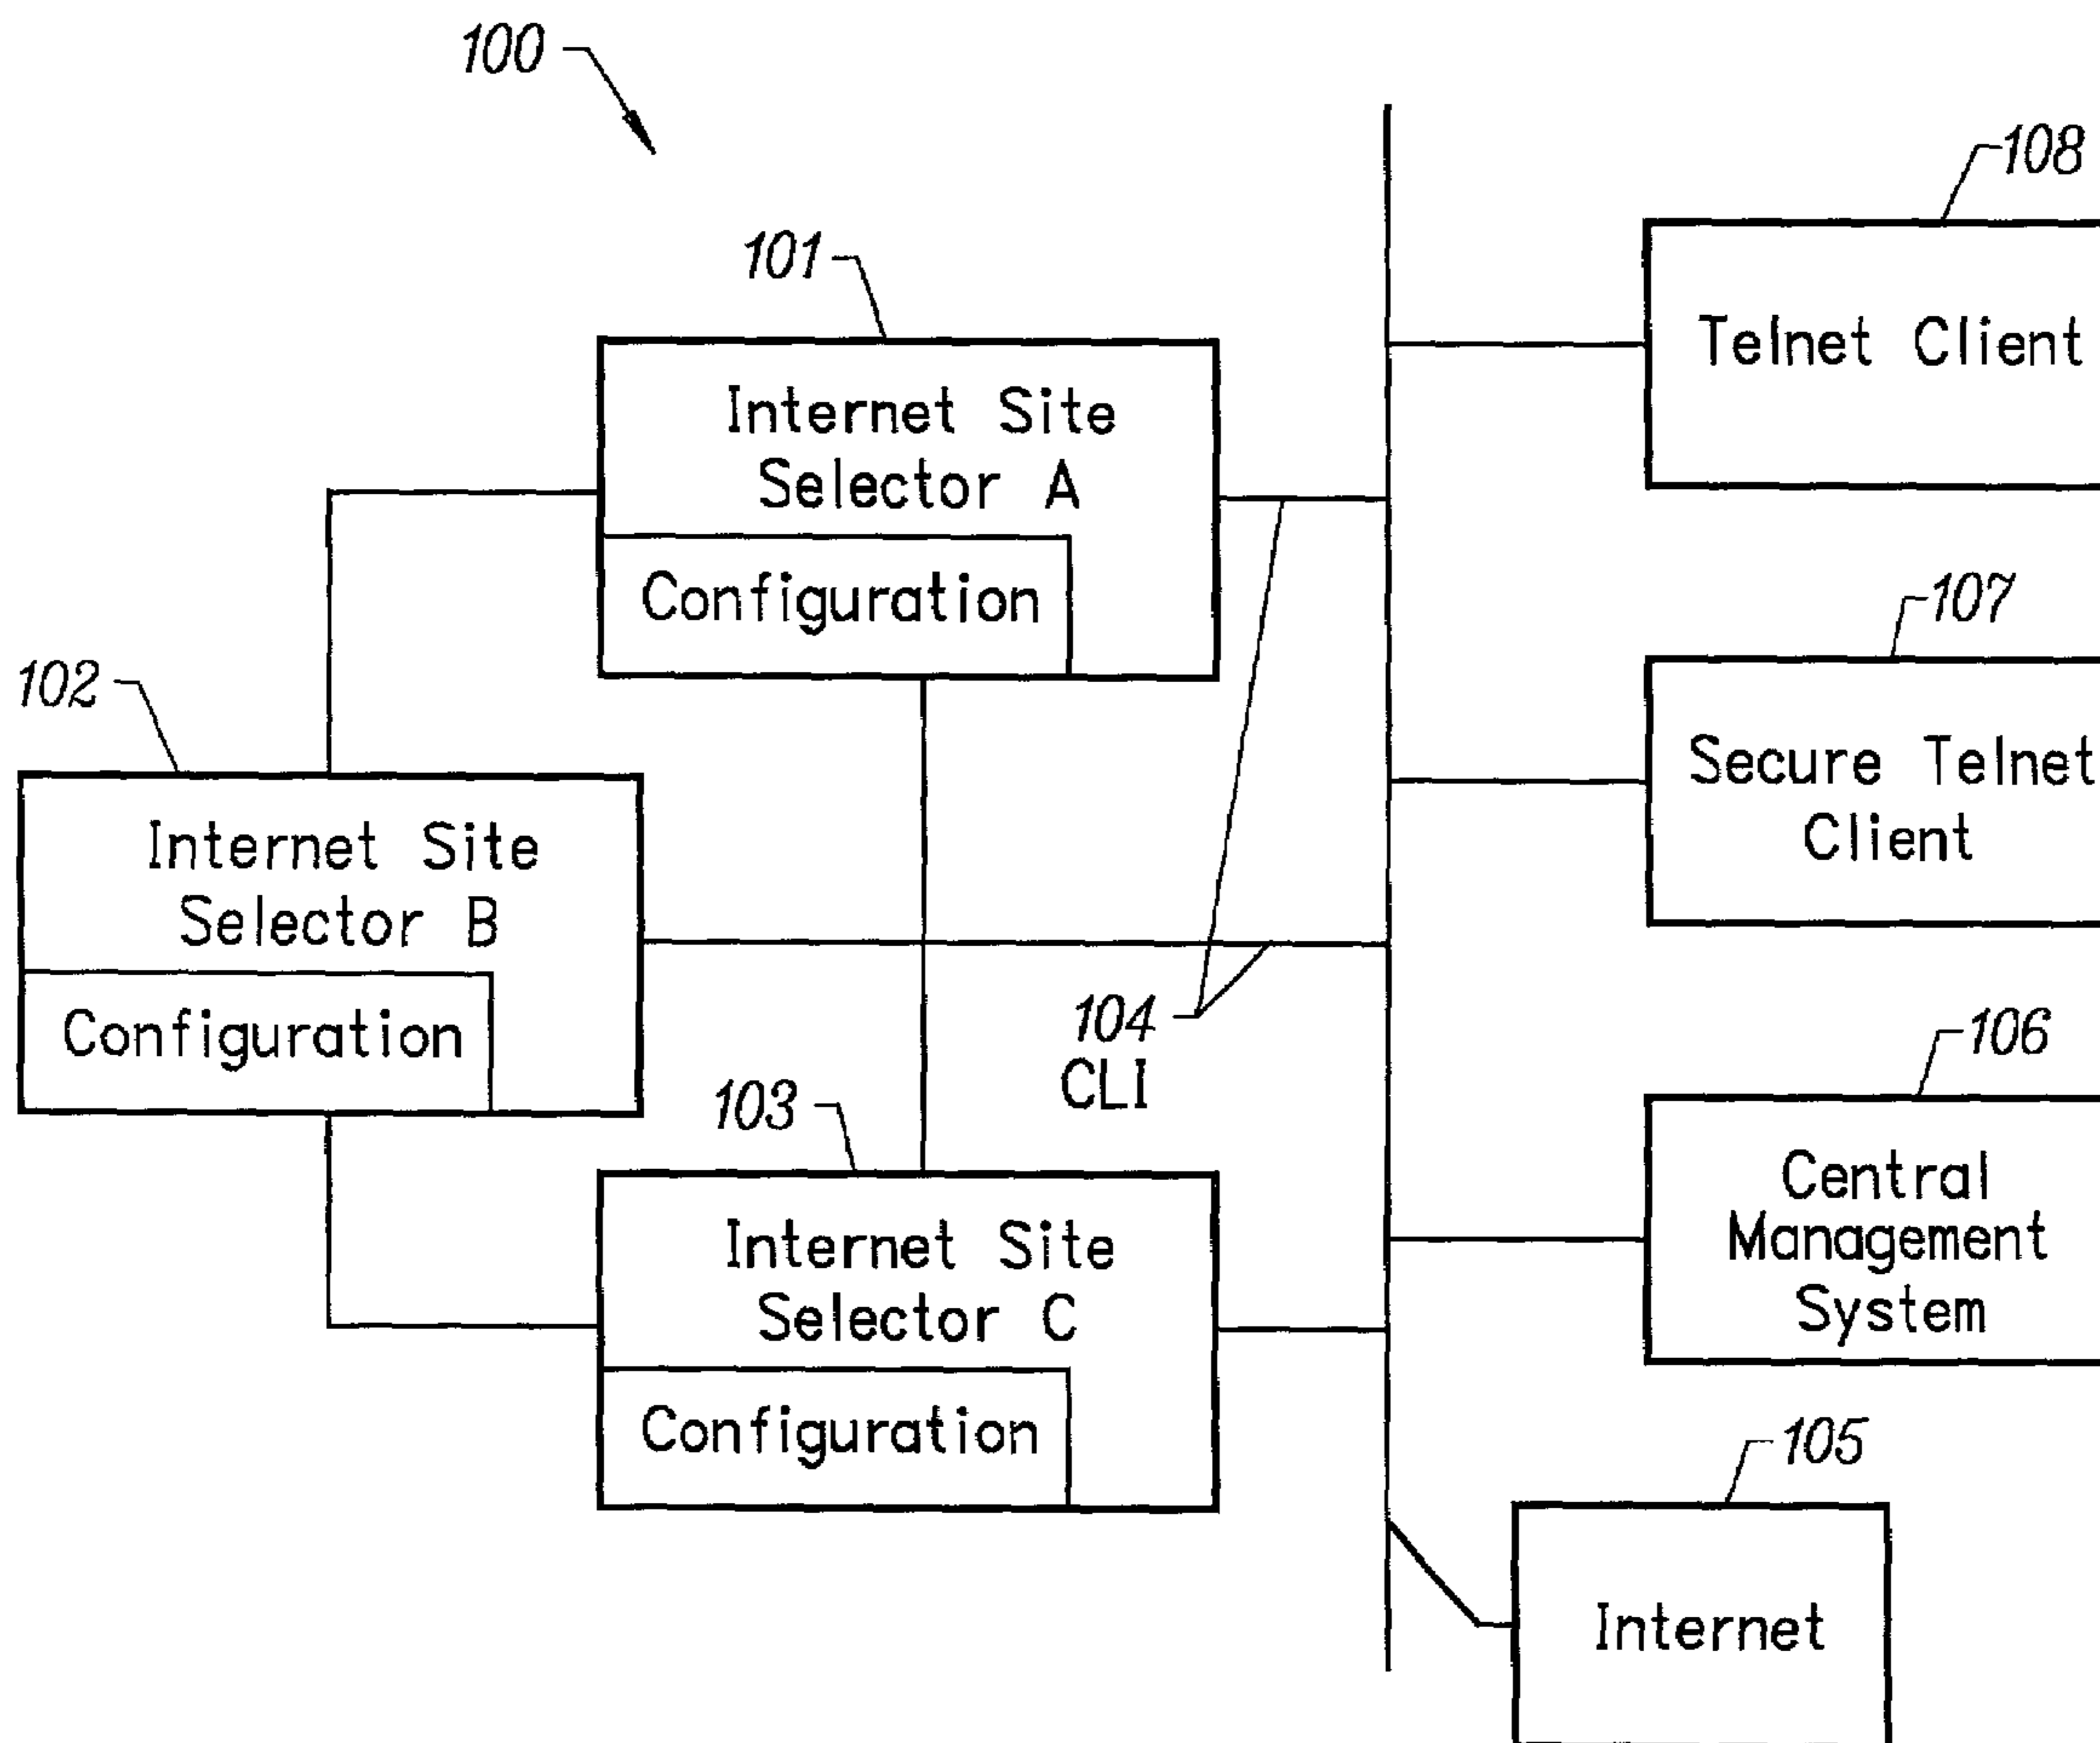 100
108
Telnet Client
101
Internet Site
Selector A
Configuration
107
Secure Telnet
Client
102
Internet Site
Selector B
Configuration
104
CLI
106
Central
Management
System
103
Internet Site
Selector C
Configuration
105
Internet